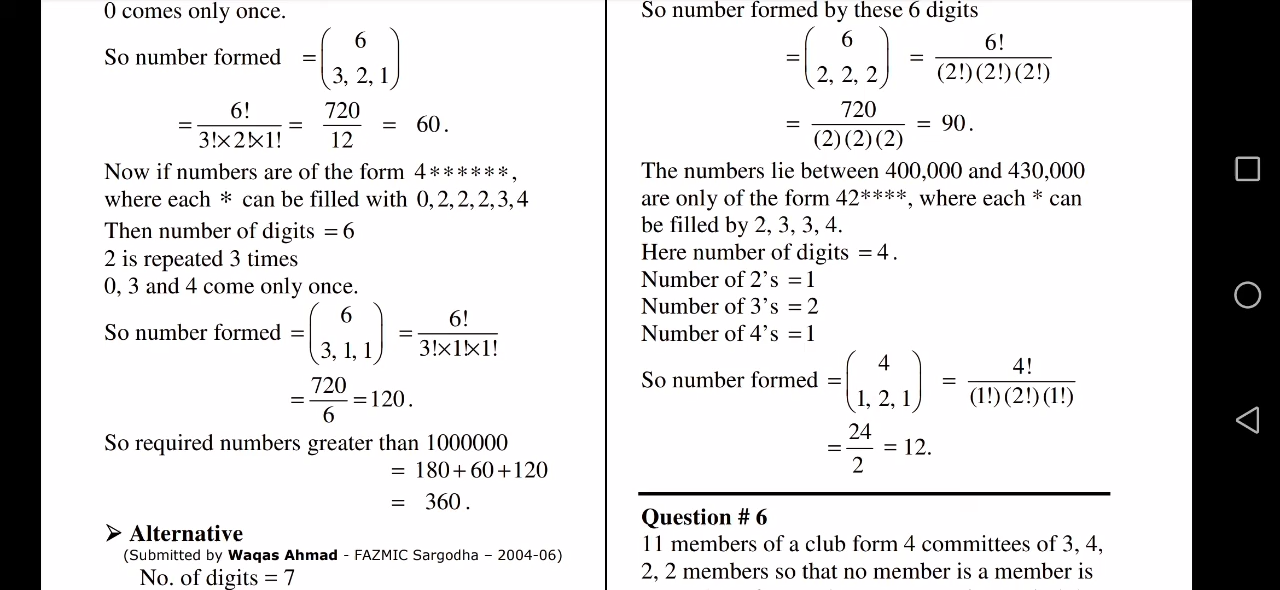 0 comes only once.
So number formed = ( 6
3, 2, 1 )
= 6! / 3!×2!×1! = 720 / 12 = 60.
Now if numbers are of the form 4******,
where each * can be filled with 0,2,2,2,3,4
Then number of digits = 6
2 is repeated 3 times
0, 3 and 4 come only once.
So number formed = ( 6
3, 1, 1 ) = 6! / 3!×1!×1!
= 720 / 6 = 120.
So required numbers greater than 1000000
= 180+60+120
= 360.
➢ Alternative
(Submitted by Waqas Ahmad - FAZMIC Sargodha – 2004-06)
No. of digits = 7
So number formed by these 6 digits
= ( 6
2, 2, 2 ) = 6! / (2!)(2!)(2!)
= 720 / (2)(2)(2) = 90.
The numbers lie between 400,000 and 430,000
are only of the form 42****, where each * can
be filled by 2, 3, 3, 4.
Here number of digits = 4.
Number of 2's = 1
Number of 3's = 2
Number of 4's = 1
So number formed = ( 4
1, 2, 1 ) = 4! / (1!)(2!)(1!)
= 24 / 2 = 12.
Question # 6
11 members of a club form 4 committees of 3, 4,
2, 2 members so that no member is a member is